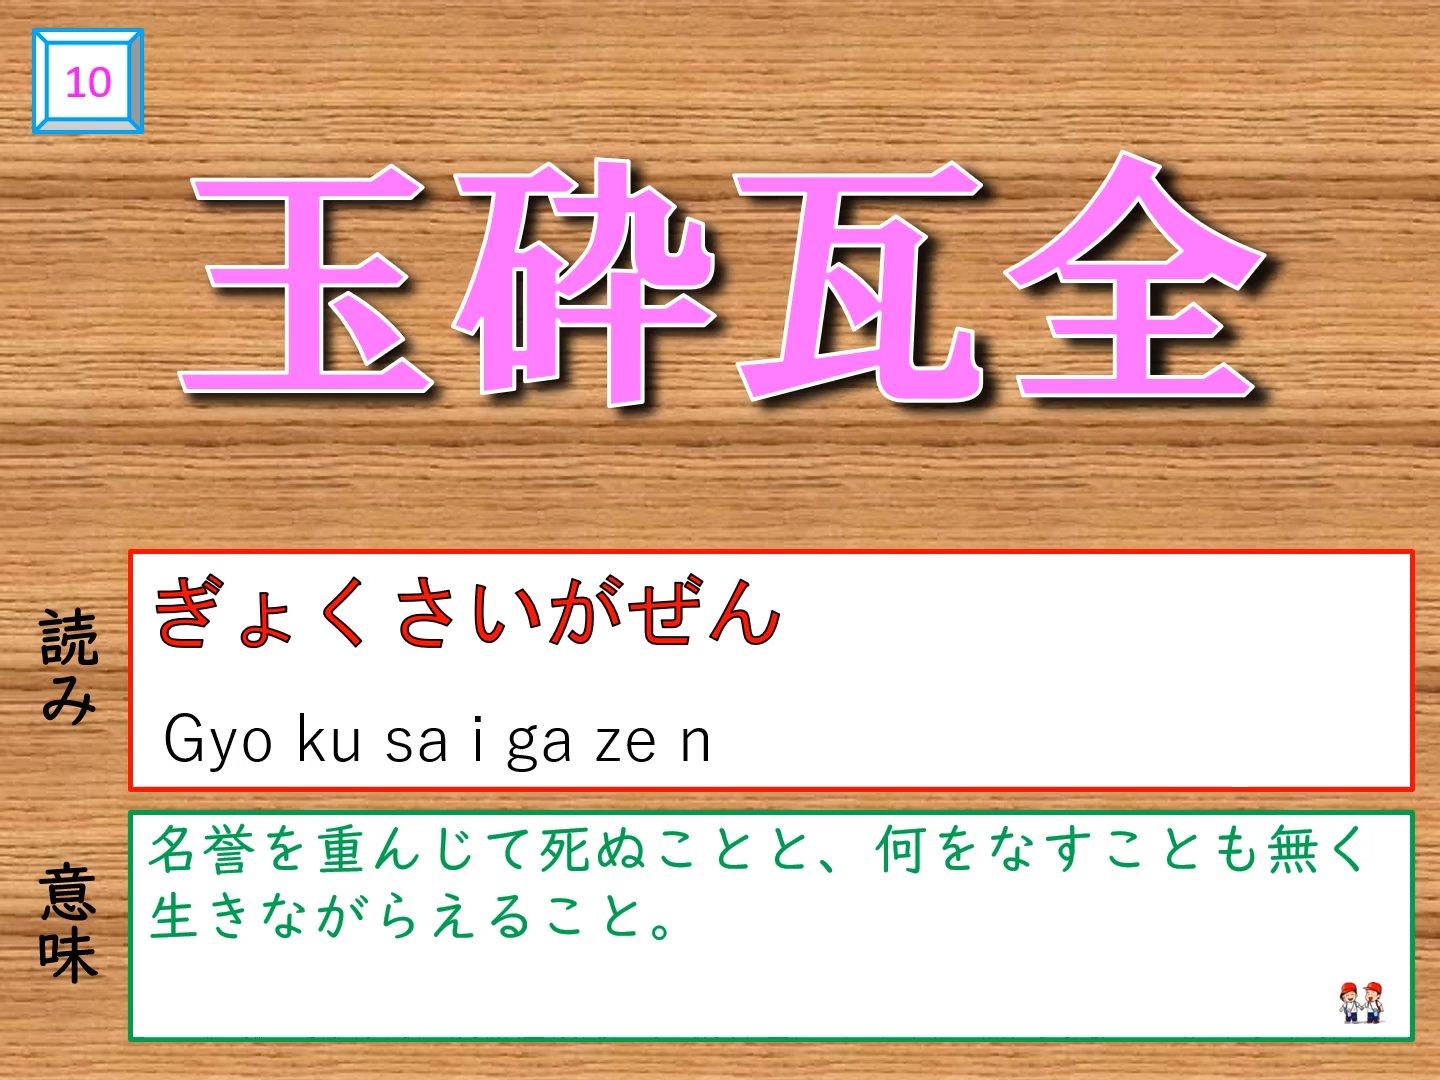 10
玉砕瓦全
読み
ぎょくさいがぜん
Gyo ku sa i ga ze n
意味
名誉を重んじて死ぬことと、何をなすことも無く
生きながらえること。